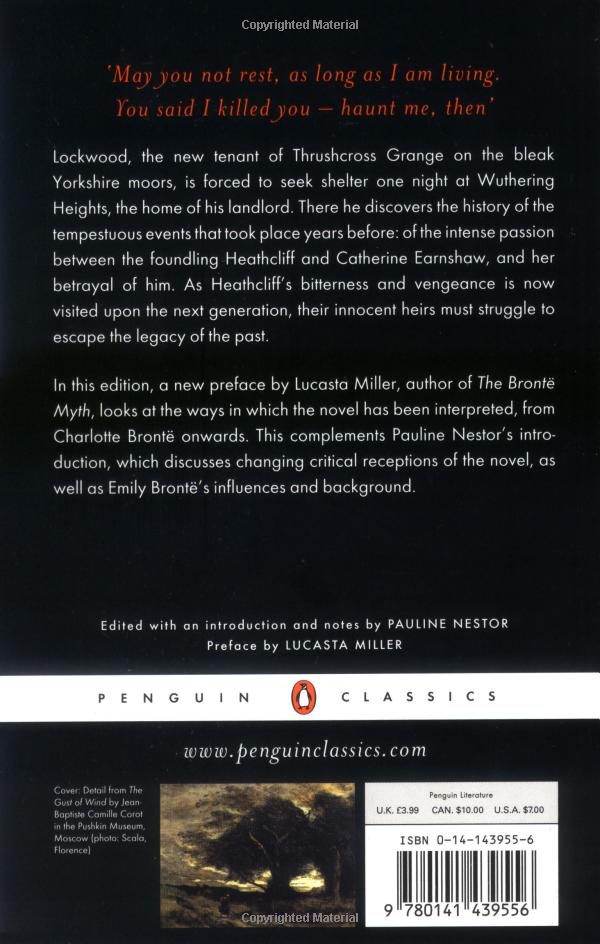 Copyrighted Material
'May you not rest, as long as I am living.
You said I killed you – haunt me, then'
Lockwood, the new tenant of Thrushcross Grange on the bleak
Yorkshire moors, is forced to seek shelter one night at Wuthering
Heights, the home of his landlord. There he discovers the history of the
tempestuous events that took place years before: of the intense passion
between the foundling Heathcliff and Catherine Earnshaw, and her
betrayal of him. As Heathcliff's bitterness and vengeance is now
visited upon the next generation, their innocent heirs must struggle to
escape the legacy of the past.
In this edition, a new preface by Lucasta Miller, author of The Brontë
Myth, looks at the ways in which the novel has been interpreted, from
Charlotte Brontë onwards. This complements Pauline Nestor's intro-
duction, which discusses changing critical receptions of the novel, as
well as Emily Brontë's influences and background.
Edited with an introduction and notes by PAULINE NESTOR
Preface by LUCASTA MILLER
PENGUIN CLASSICS
www.penguinclassics.com
Cover: Detail from The
Gust of Wind by Jean-
Baptiste Camille Corot
in the Pushkin Museum,
Moscow (photo: Scala,
Florence)
Penguin Literature
U.K. £3.99 CAN. $10.00 U.S.A. $7.00
ISBN 0-14-143955-6
9 780141 439556
Copyrighted Material